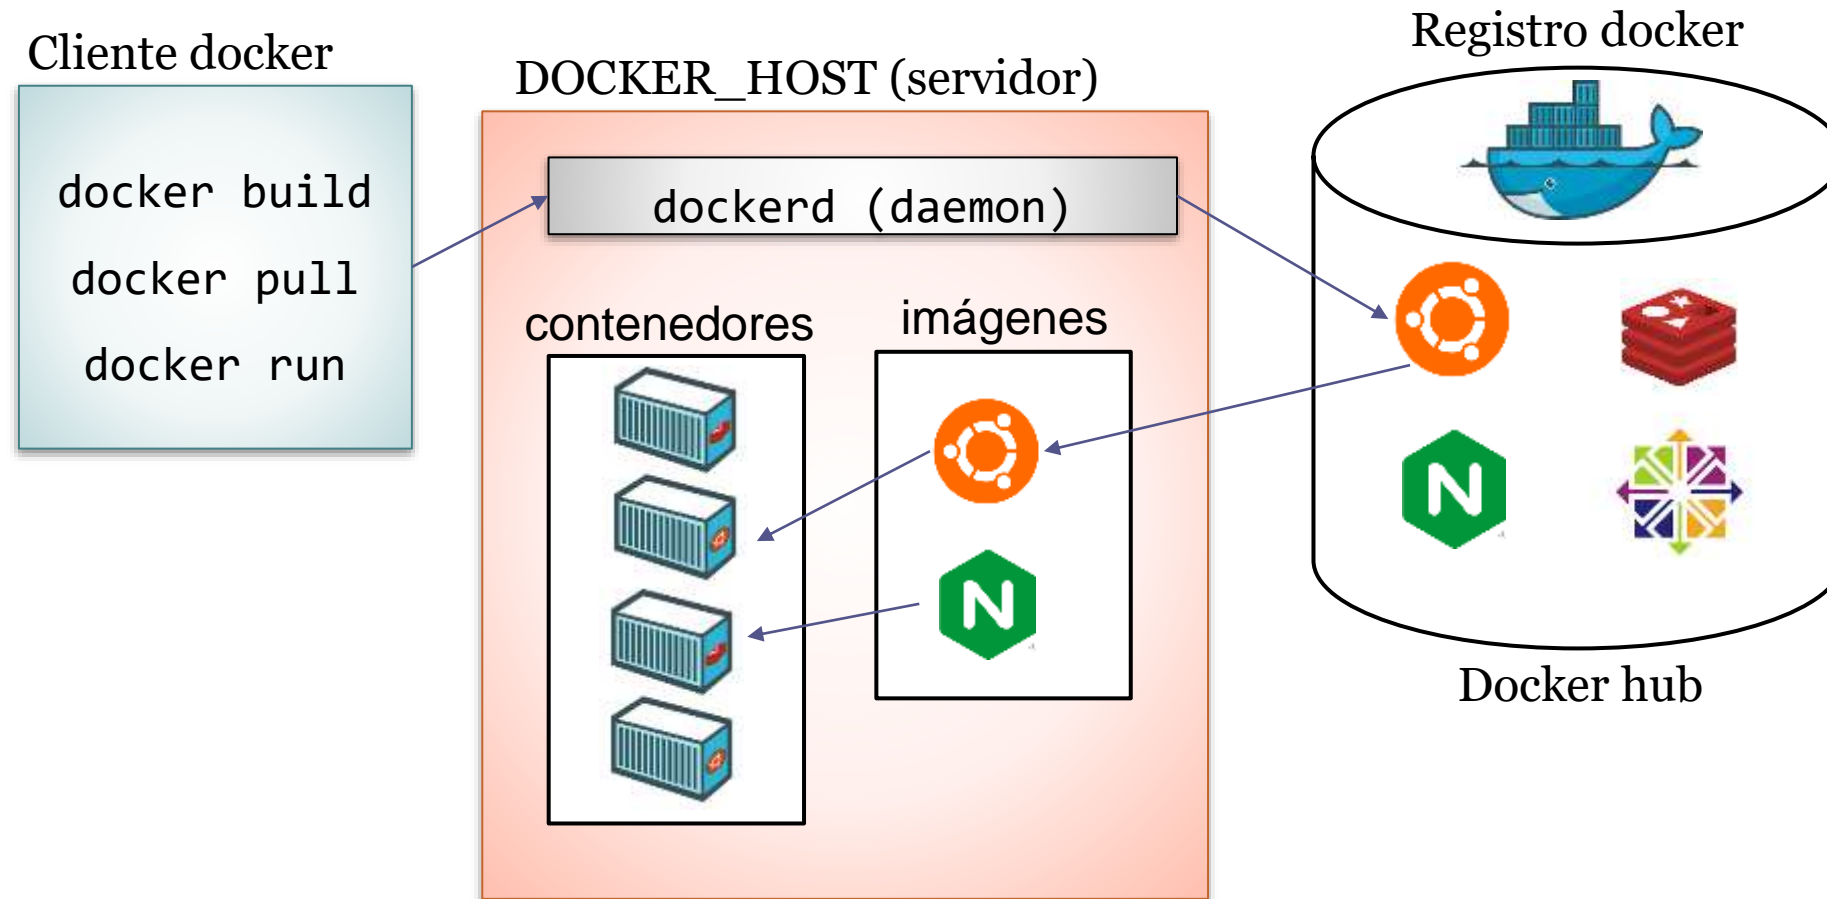 Cliente docker
docker build
docker pull
docker run
DOCKER_HOST (servidor)
dockerd (daemon)
contenedores
imágenes
Registro docker
Docker hub